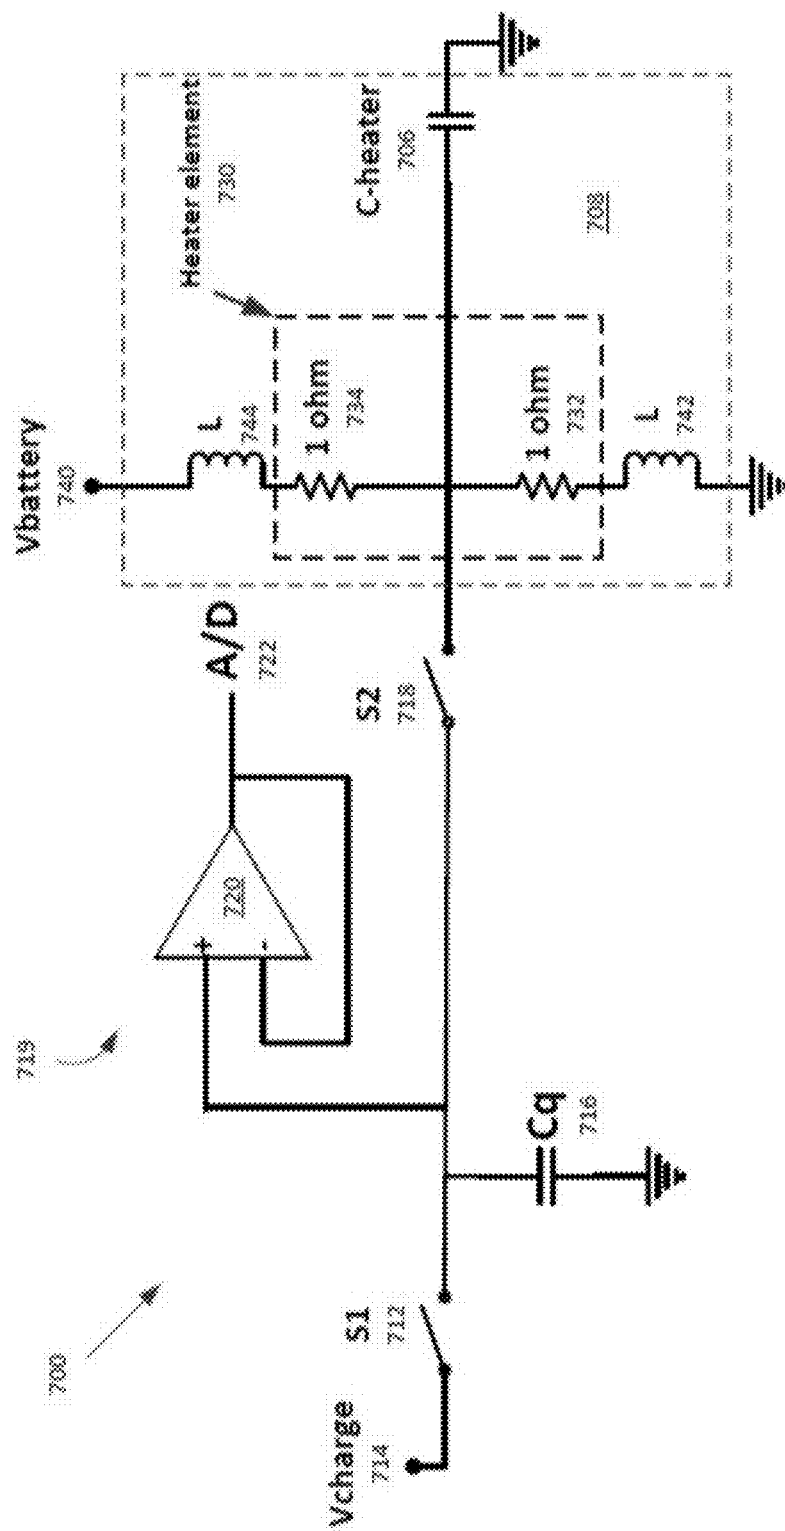 700
Vcharge
714
S1
712
Cq
716
719
+
-
720
A/D
722
S2
718
Vbattery
740
L
744
Heater element
730
1 ohm
734
1 ohm
732
L
742
C-heater
706
708